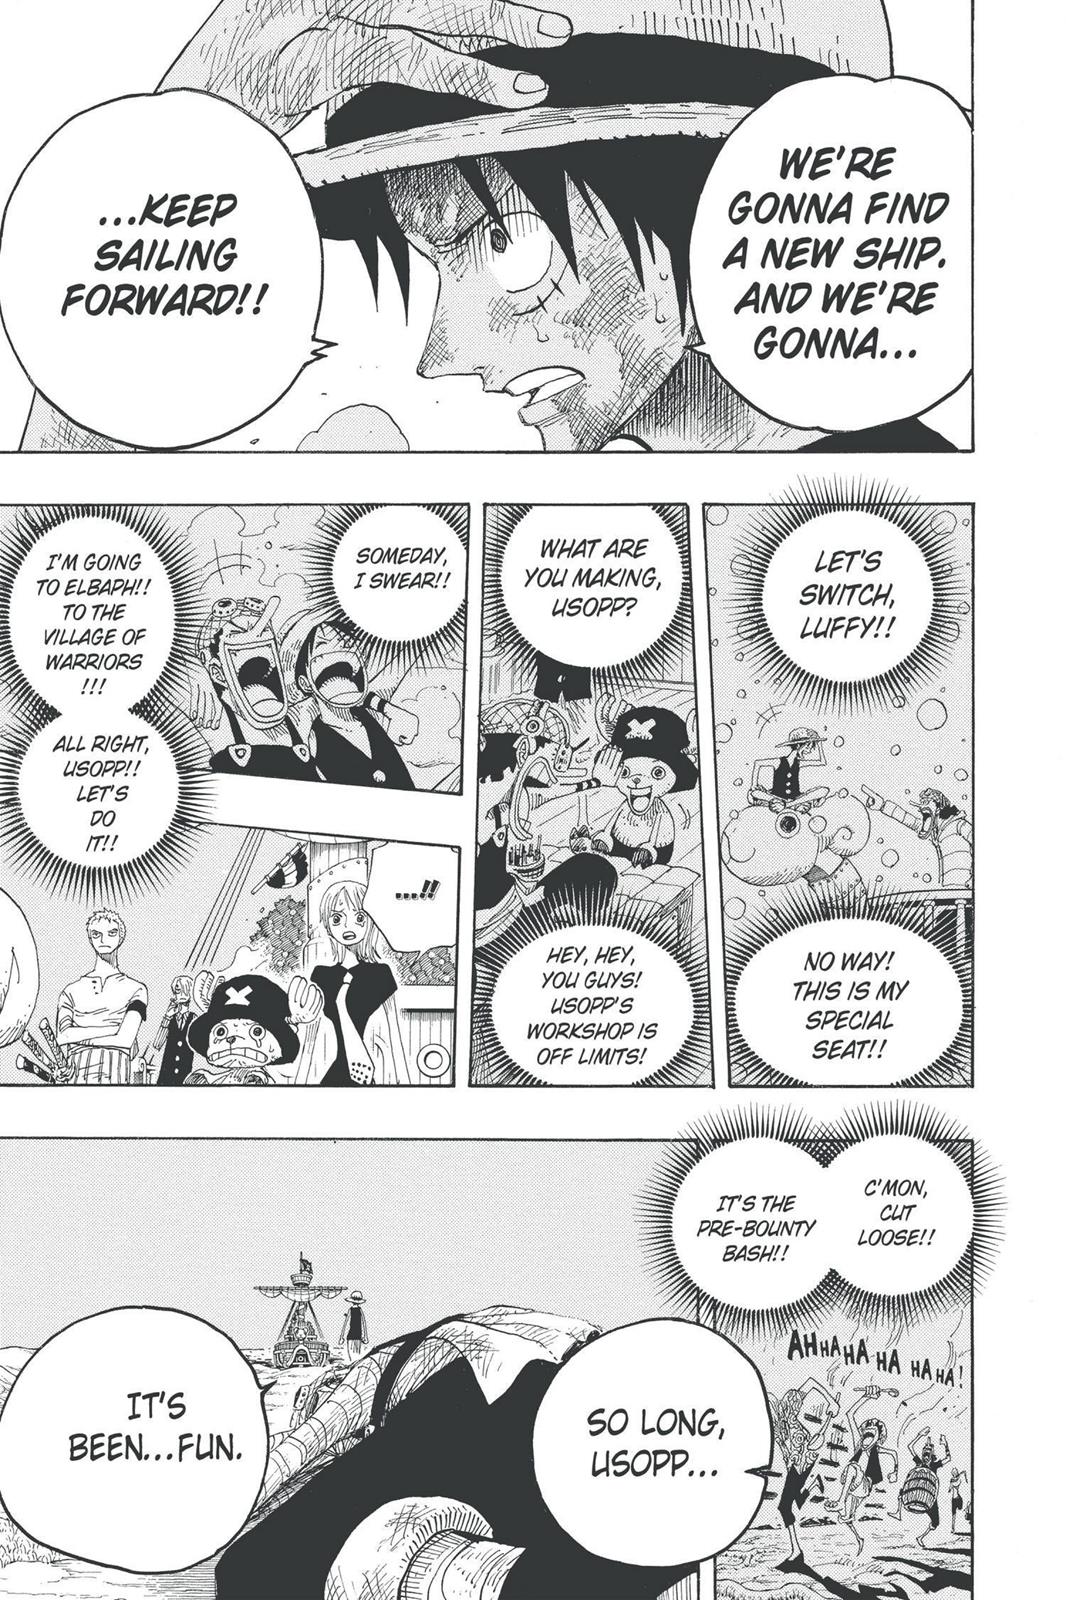 WE'RE
GONNA FIND
A NEW SHIP.
AND WE'RE
GONNA...
...KEEP
SAILING
FORWARD!!
LET'S
SWITCH,
LUFFY!!
NO WAY!
THIS IS MY
SPECIAL
SEAT!!
WHAT ARE
YOU MAKING,
USOPP?
HEY, HEY,
YOU GUYS!
USOPP'S
WORKSHOP IS
OFF LIMITS!
SOMEDAY,
I SWEAR!!
I'M GOING
TO ELBAPH!!
TO THE
VILLAGE OF
WARRIORS
!!!
ALL RIGHT,
USOPP!!
LET'S
DO
IT!!
...!!
C'MON,
CUT
LOOSE!!
IT'S THE
PRE-BOUNTY
BASH!!
AHHAHA HA HA HA!
SO LONG,
USOPP...
IT'S
BEEN...FUN.